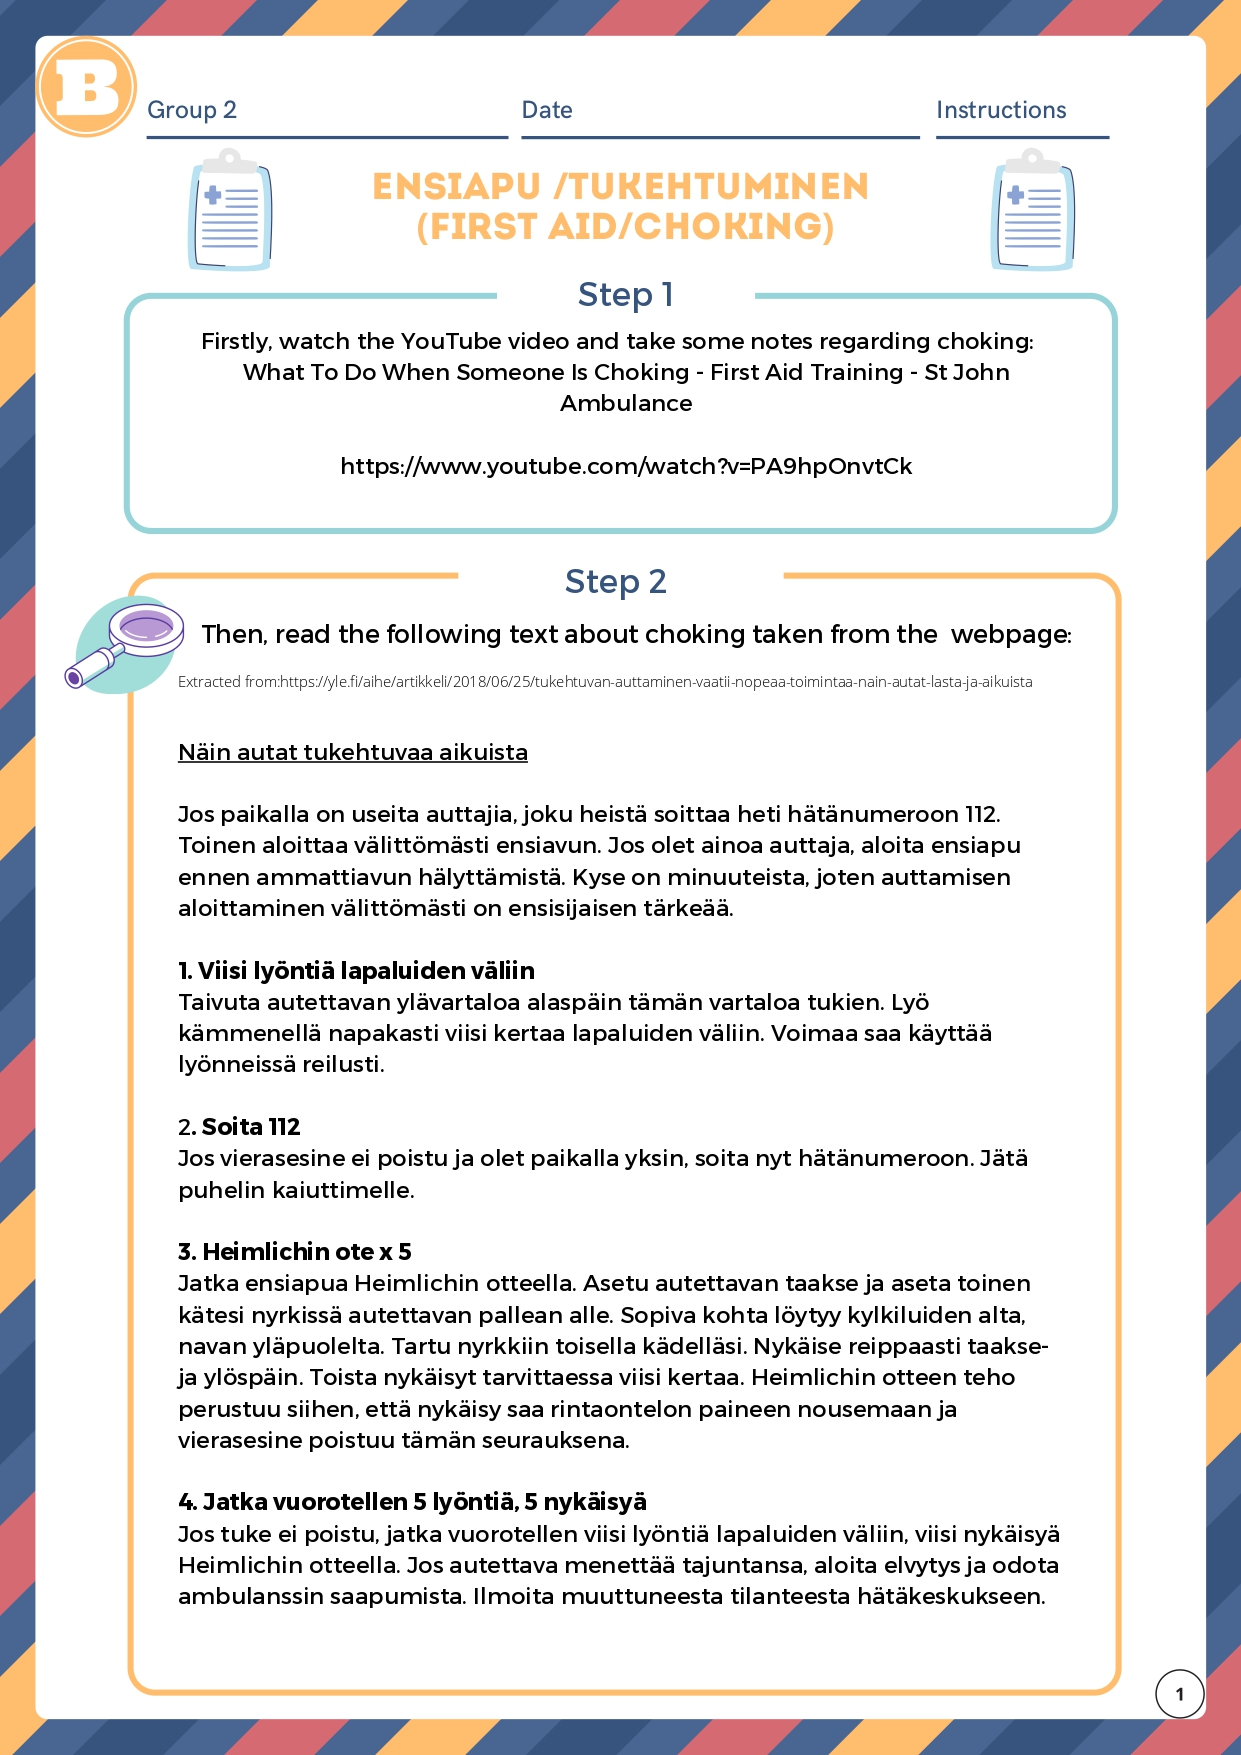 B
Group 2
Date
Instructions
ENSIAPU /TUKEHTUMINEN
(FIRST AID/CHOKING)
Step 1
Firstly, watch the YouTube video and take some notes regarding choking:
What To Do When Someone Is Choking - First Aid Training - St John
Ambulance
https://www.youtube.com/watch?v=PA9hpOnvtCk
Step 2
Then, read the following text about choking taken from the webpage:
Extracted from:https://yle.fi/aihe/artikkeli/2018/06/25/tukehtuvan-auttaminen-vaatii-nopeaa-toimintaa-nain-autat-lasta-ja-aikuista
Näin autat tukehtuvaa aikuista
Jos paikalla on useita auttajia, joku heistä soittaa heti hätänumeroon 112.
Toinen aloittaa välittömästi ensiavun. Jos olet ainoa auttaja, aloita ensiapu
ennen ammattiavun hälyttämistä. Kyse on minuuteista, joten auttamisen
aloittaminen välittömästi on ensisijaisen tärkeää.
1. Viisi lyöntiä lapaluiden väliin
Taivuta autettavan ylävartaloa alaspäin tämän vartaloa tukien. Lyö
kämmenellä napakasti viisi kertaa lapaluiden väliin. Voimaa saa käyttää
lyönneissä reilusti.
2. Soita 112
Jos vierasesine ei poistu ja olet paikalla yksin, soita nyt hätänumeroon. Jätä
puhelin kaiuttimelle.
3. Heimlichin ote x 5
Jatka ensiapua Heimlichin otteella. Asetu autettavan taakse ja aseta toinen
kätesi nyrkissä autettavan pallean alle. Sopiva kohta löytyy kylkiluiden alta,
navan yläpuolelta. Tartu nyrkkiin toisella kädelläsi. Nykäise reippaasti taakse-
ja ylöspäin. Toista nykäisyt tarvittaessa viisi kertaa. Heimlichin otteen teho
perustuu siihen, että nykäisy saa rintaontelon paineen nousemaan ja
vierasesine poistuu tämän seurauksena.
4. Jatka vuorotellen 5 lyöntiä, 5 nykäisyä
Jos tuke ei poistu, jatka vuorotellen viisi lyöntiä lapaluiden väliin, viisi nykäisyä
Heimlichin otteella. Jos autettava menettää tajuntansa, aloita elvytys ja odota
ambulanssin saapumista. Ilmoita muuttuneesta tilanteesta hätäkeskukseen.
1